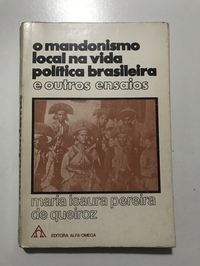 o mandonismo
local na vida
política brasileira
e outros ensaios
maria isaura pereira
de queiroz
EDITORA ALFA-OMEGA